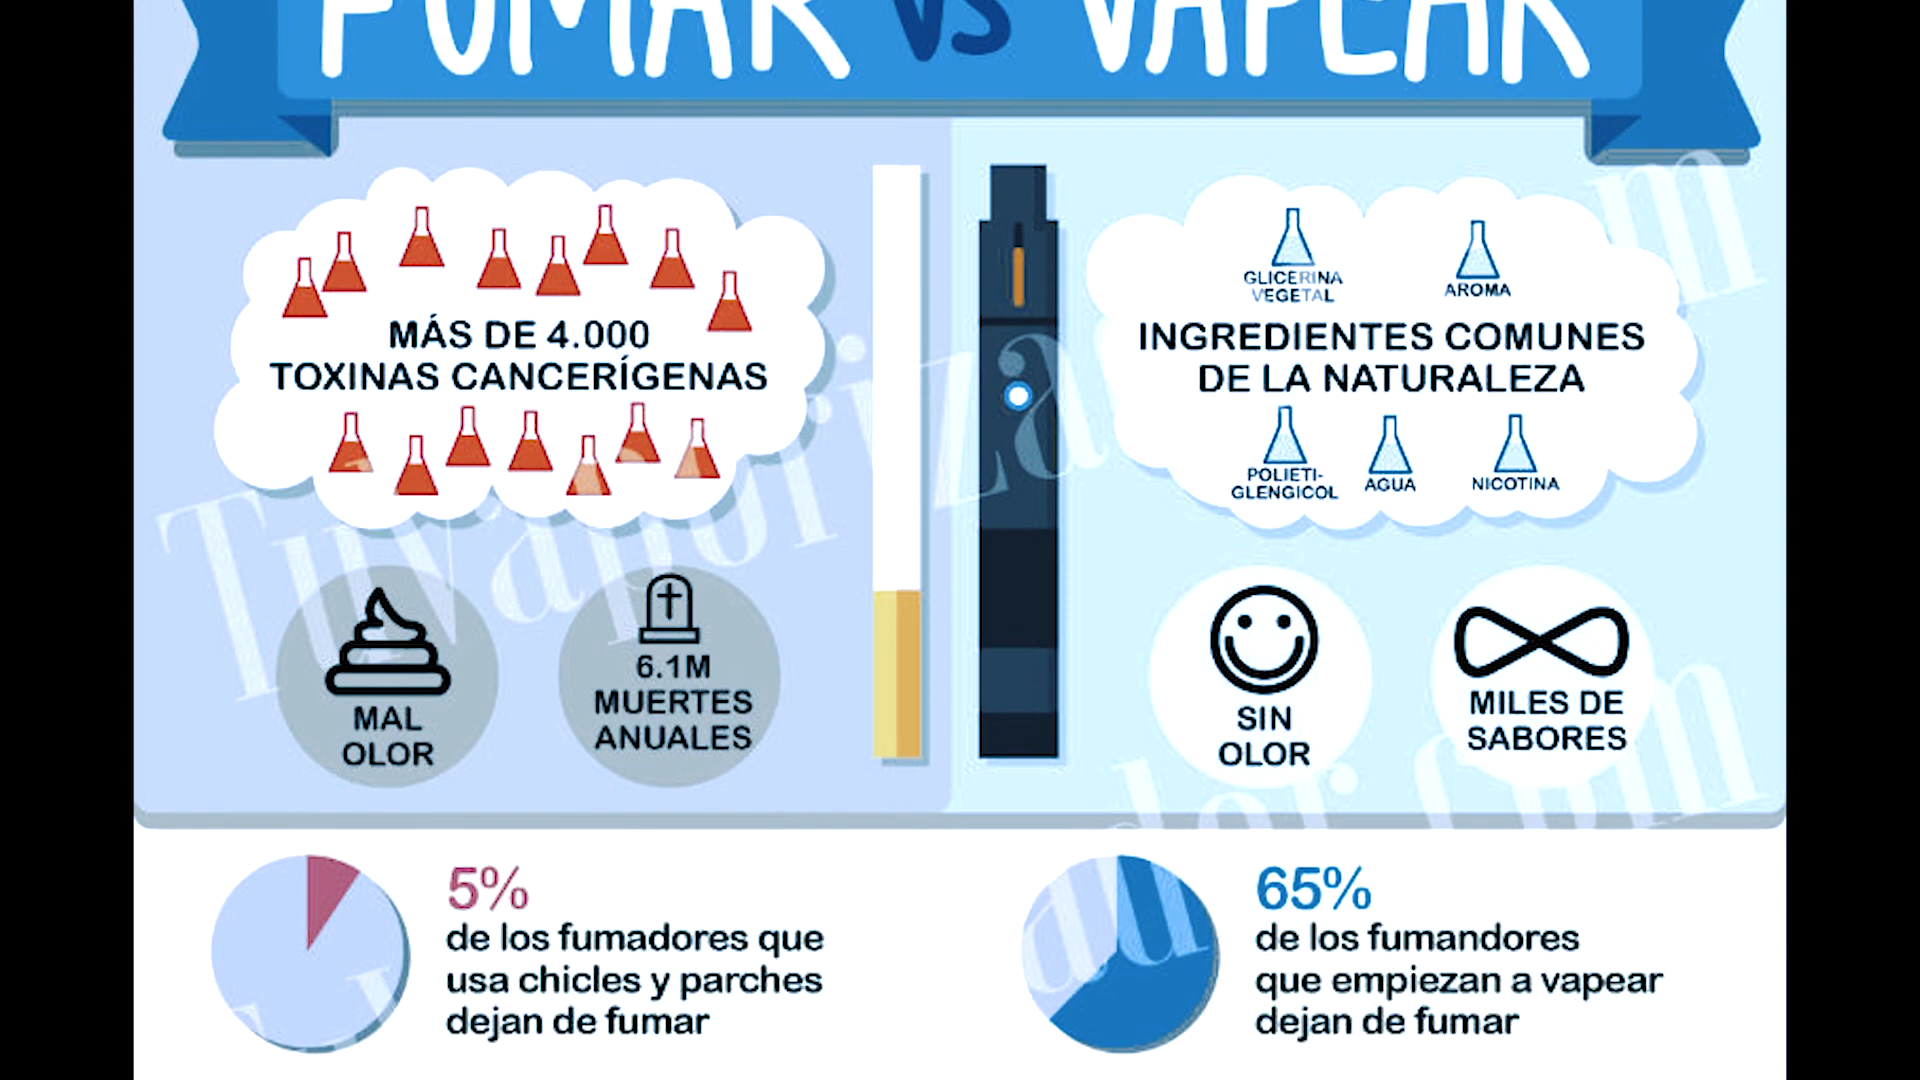 FUMAR VS VAPEAR
MÁS DE 4.000
TOXINAS CANCERÍGENAS
GLICERINA
VEGETAL
AROMA
INGREDIENTES COMUNES
DE LA NATURALEZA
POLIETI-
GLENGICOL
AGUA
NICOTINA
MAL
OLOR
6.1M
MUERTES
ANUALES
SIN
OLOR
MILES DE
SABORES
5%
de los fumadores que
usa chicles y parches
dejan de fumar
65%
de los fumandores
que empiezan a vapear
dejan de fumar
Tuvaporizador.com